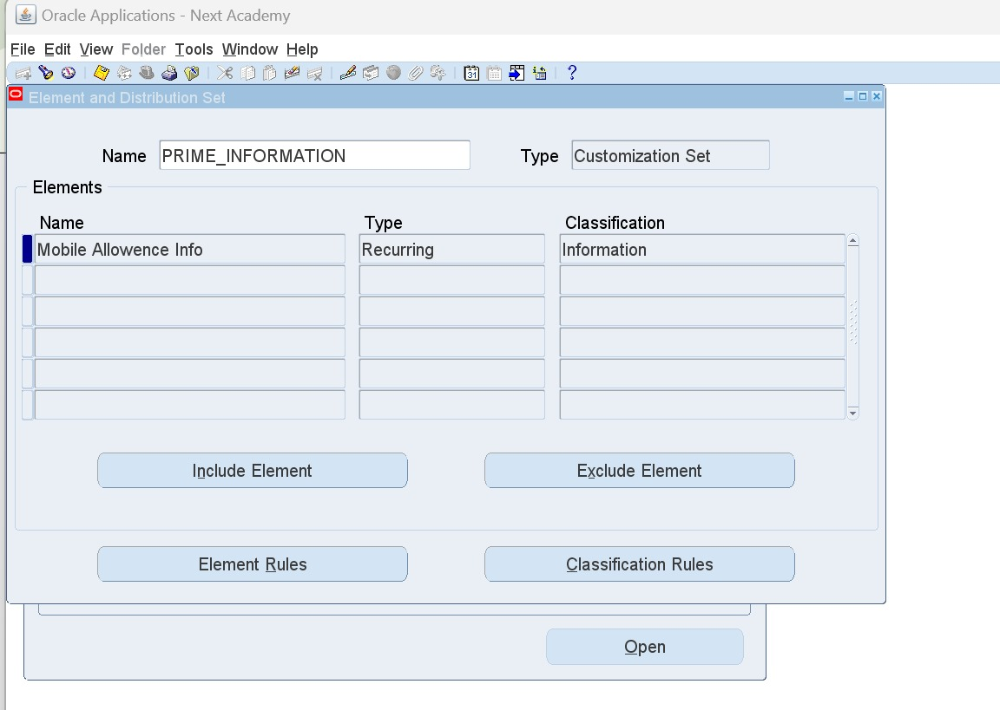 Oracle Applications - Next Academy
File Edit View Folder Tools Window Help
31 ?
Element and Distribution Set
Name PRIME_INFORMATION Type Customization Set
Elements
Name Type Classification
Mobile Allowence Info Recurring Information
Include Element Exclude Element
Element Rules Classification Rules
Open